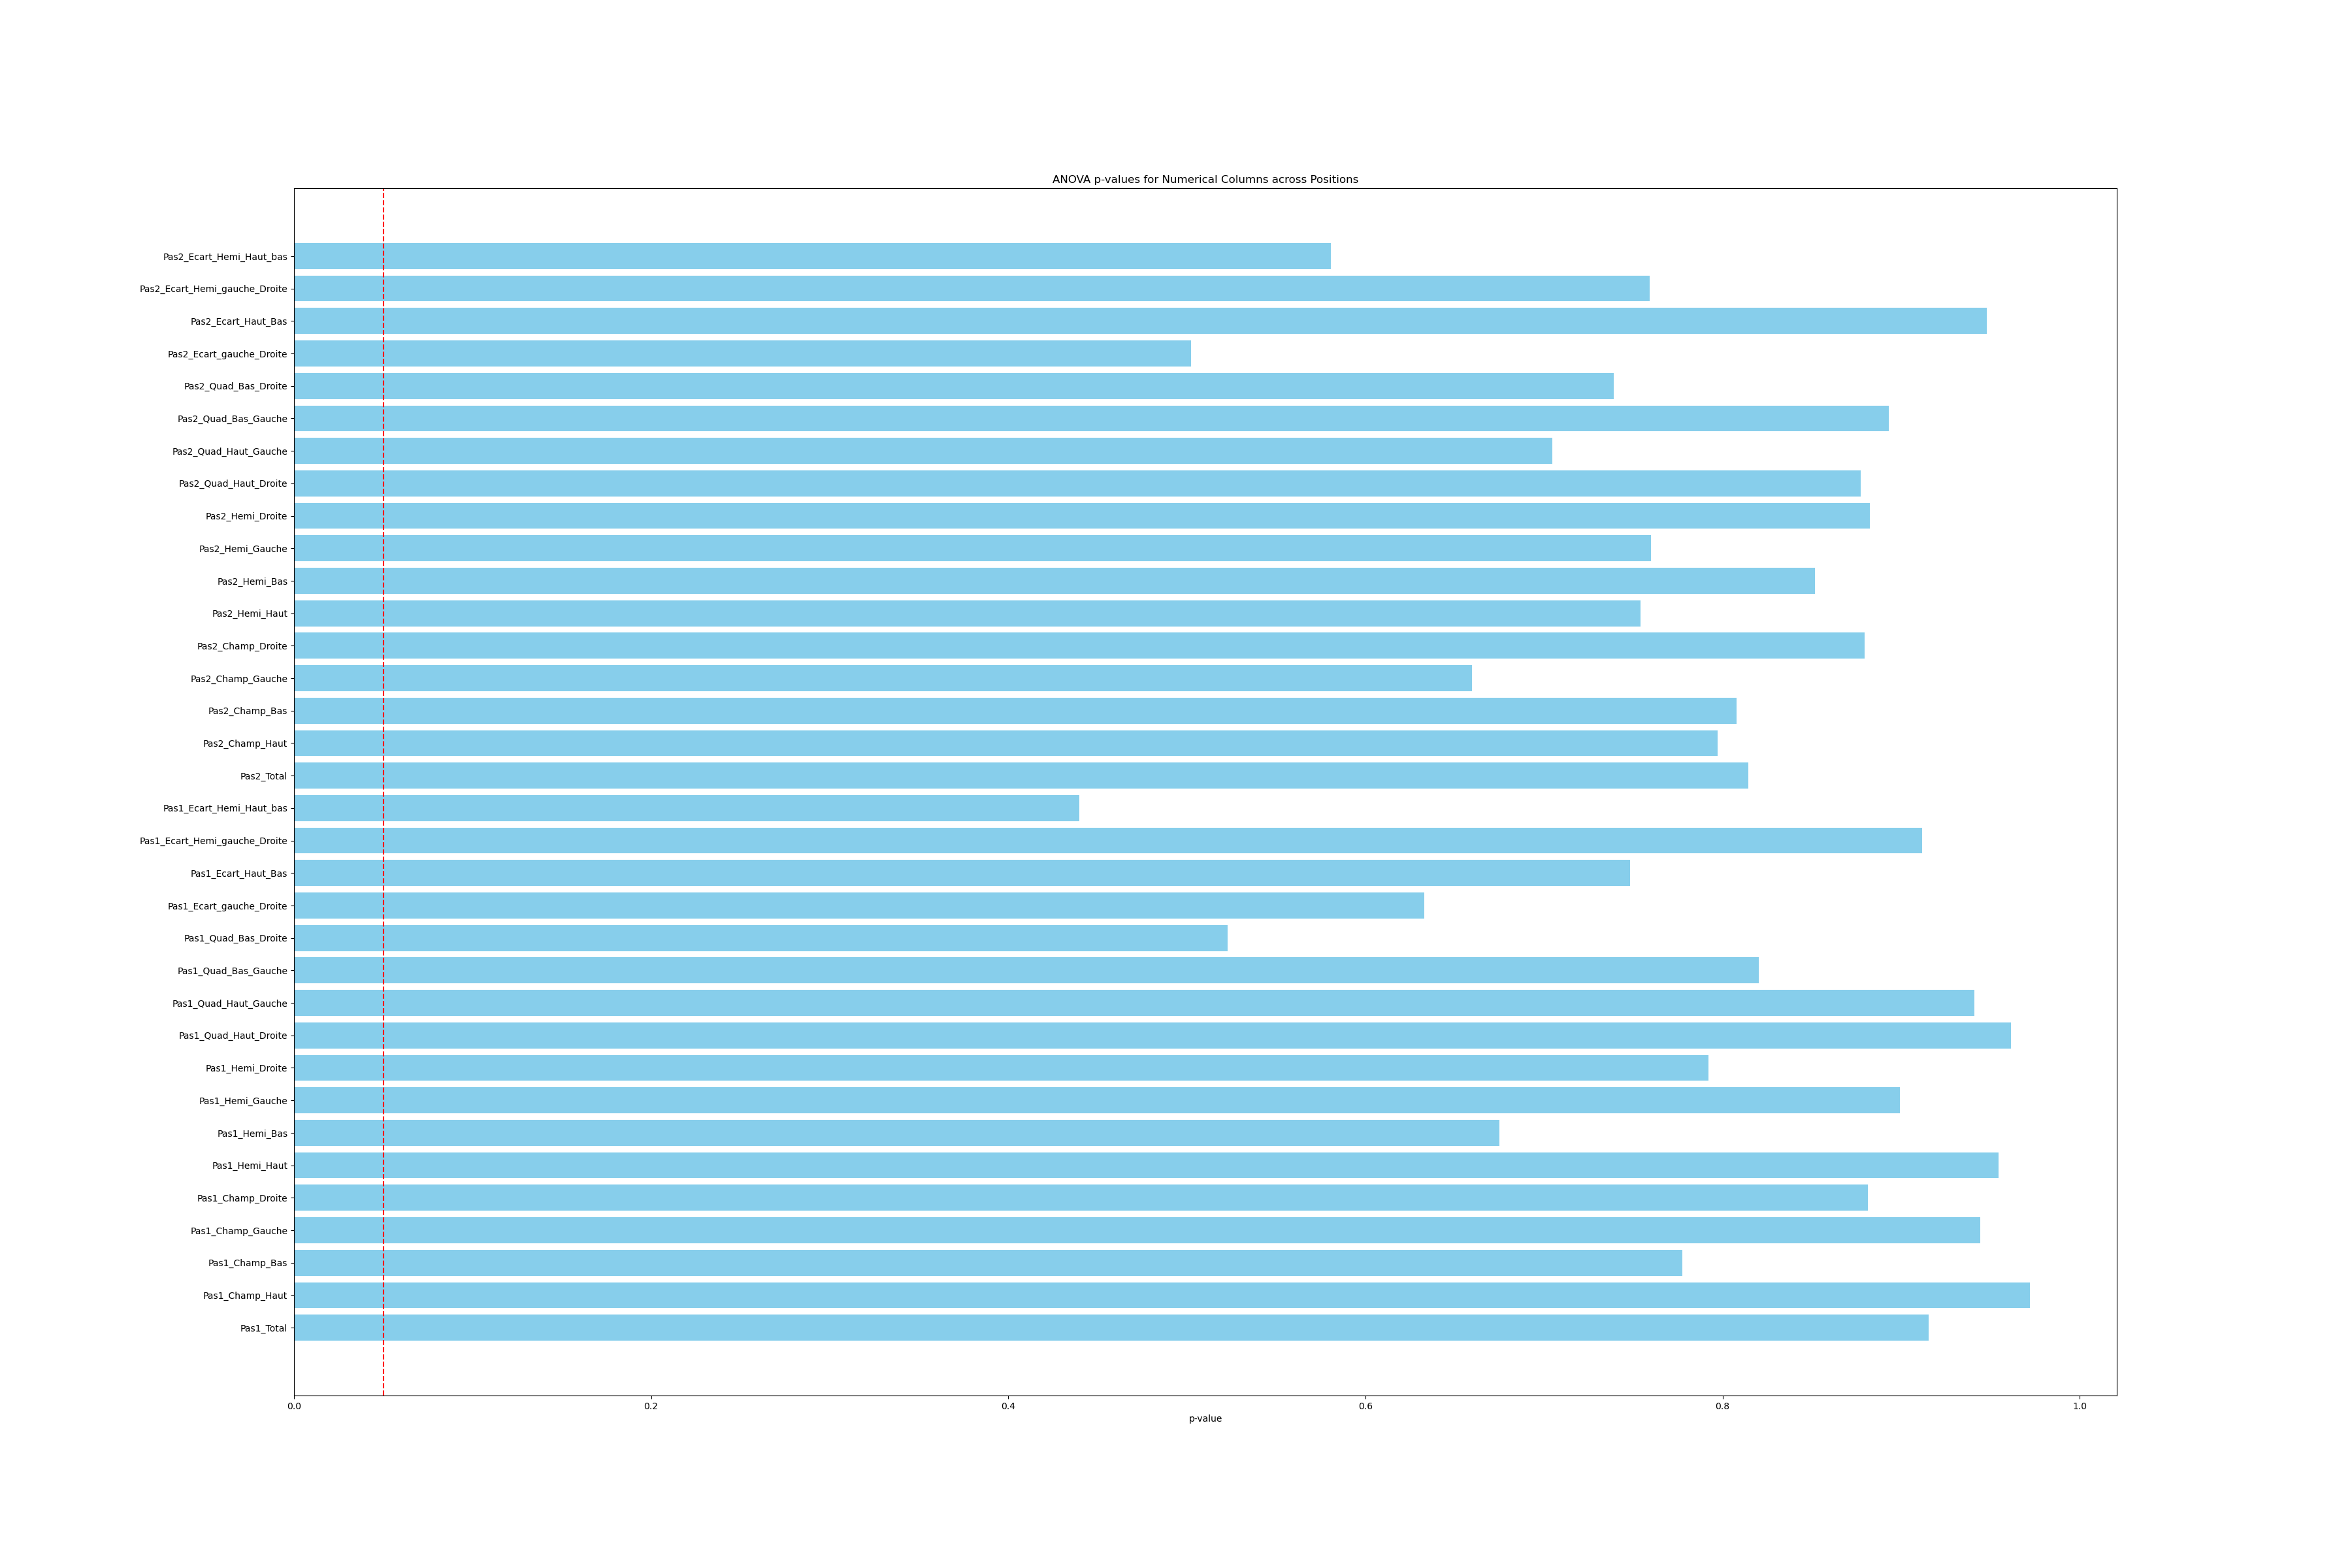 ANOVA p-values for Numerical Columns across Positions
Pas2_Ecart_Hemi_Haut_bas
Pas2_Ecart_Hemi_gauche_Droite
Pas2_Ecart_Haut_Bas
Pas2_Ecart_gauche_Droite
Pas2_Quad_Bas_Droite
Pas2_Quad_Bas_Gauche
Pas2_Quad_Haut_Gauche
Pas2_Quad_Haut_Droite
Pas2_Hemi_Droite
Pas2_Hemi_Gauche
Pas2_Hemi_Bas
Pas2_Hemi_Haut
Pas2_Champ_Droite
Pas2_Champ_Gauche
Pas2_Champ_Bas
Pas2_Champ_Haut
Pas2_Total
Pas1_Ecart_Hemi_Haut_bas
Pas1_Ecart_Hemi_gauche_Droite
Pas1_Ecart_Haut_Bas
Pas1_Ecart_gauche_Droite
Pas1_Quad_Bas_Droite
Pas1_Quad_Bas_Gauche
Pas1_Quad_Haut_Gauche
Pas1_Quad_Haut_Droite
Pas1_Hemi_Droite
Pas1_Hemi_Gauche
Pas1_Hemi_Bas
Pas1_Hemi_Haut
Pas1_Champ_Droite
Pas1_Champ_Gauche
Pas1_Champ_Bas
Pas1_Champ_Haut
Pas1_Total
0.0 0.2 0.4 0.6 0.8 1.0
p-value